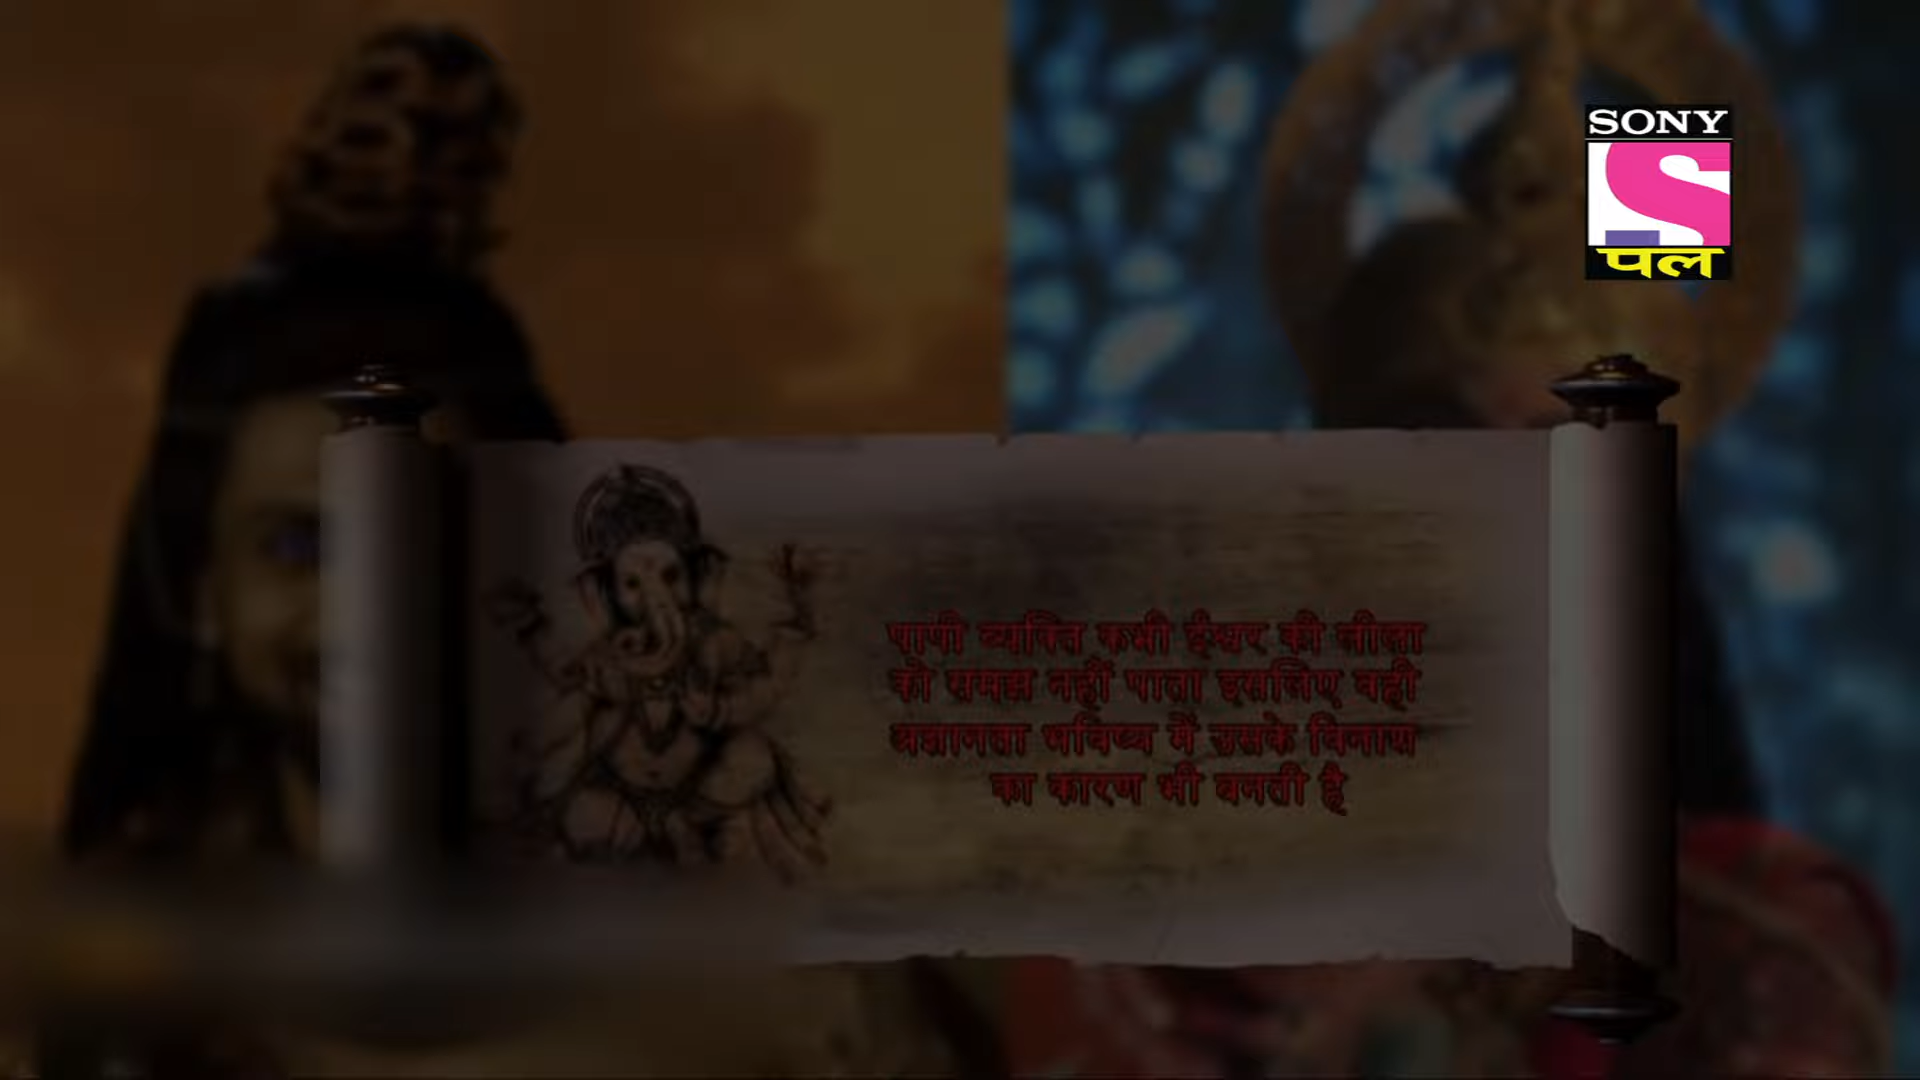 SONY
S
पल
पापी व्यक्ति कभी ईश्वर की लीला
को समझ नहीं पाता इसलिए यही
अज्ञानता भविष्य में उसके विनाश
का कारण भी बनती है